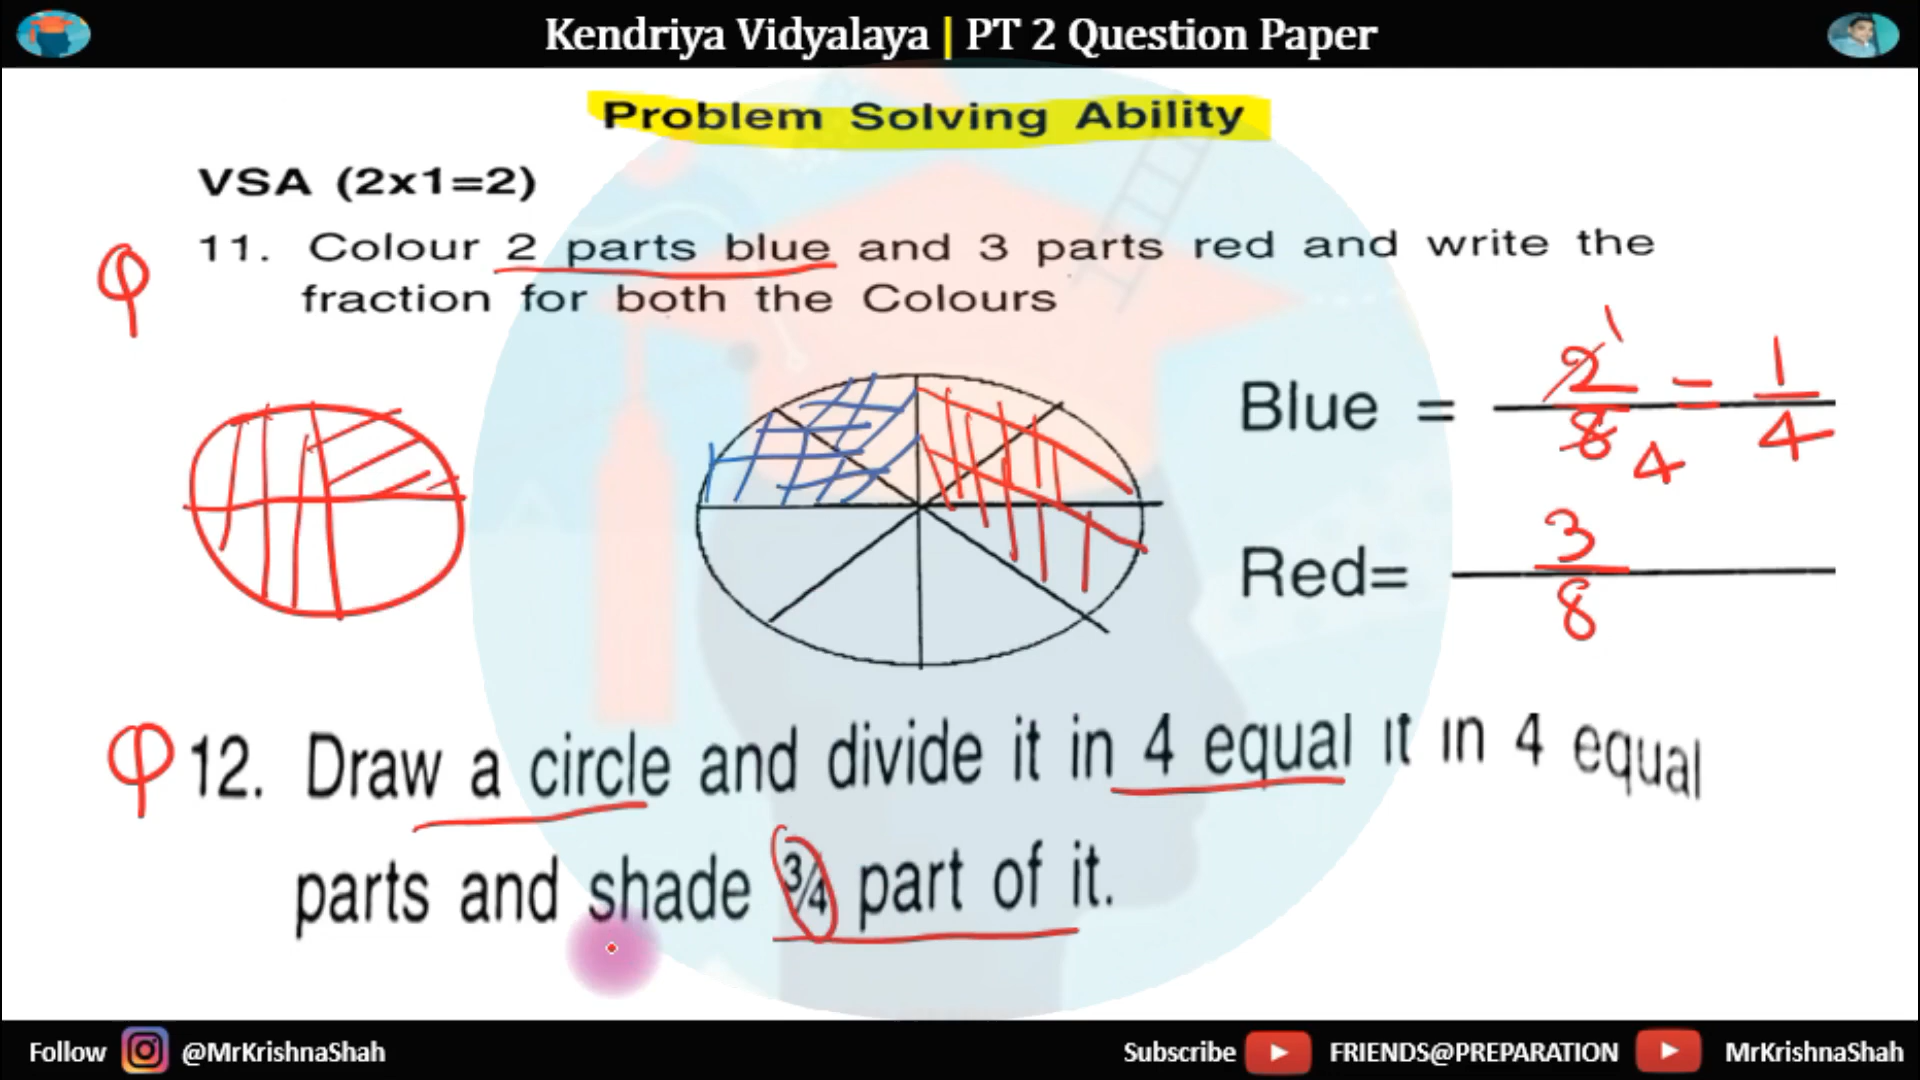 Kendriya Vidyalaya | PT 2 Question Paper
Problem Solving Ability
VSA (2x1=2)
11. Colour 2 parts blue and 3 parts red and write the
fraction for both the Colours
Blue = 2/8 1 4 = 1/4
Red= 3/8
12. Draw a circle and divide it in 4 equal it in 4 equal
parts and shade 3/4 part of it.
Follow @MrKrishnaShah Subscribe FRIENDS@PREPARATION MrKrishnaShah